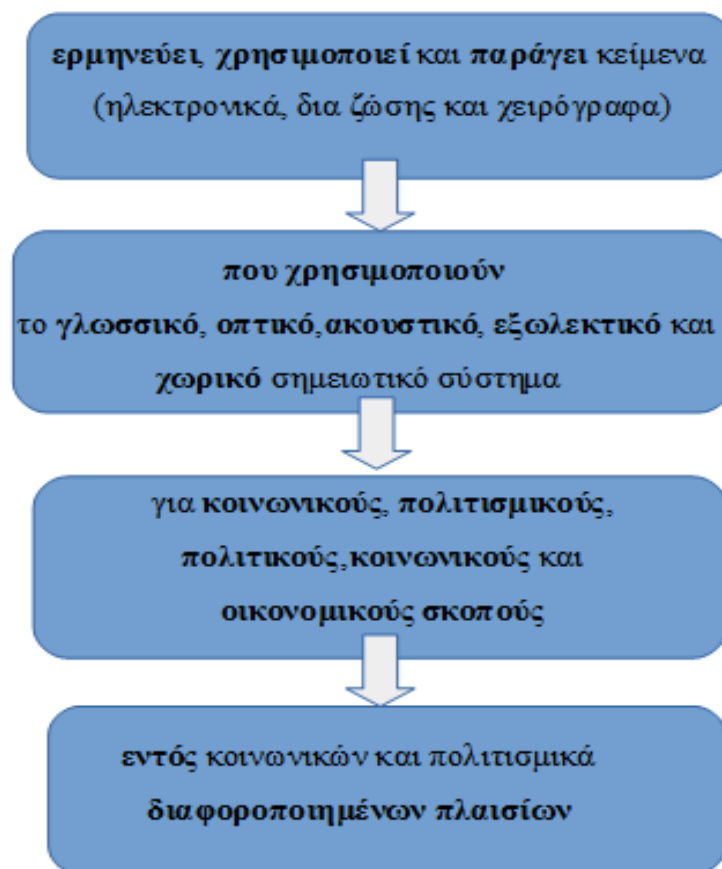 ερμηνεύει, χρησιμοποιεί και παράγει κείμενα
(ηλεκτρονικά, δια ζώσης και χειρόγραφα)
που χρησιμοποιούν
το γλωσσικό, οπτικό,ακουστικό, εξωλεκτικό και
χωρικό σημειωτικό σύστημα
για κοινωνικούς, πολιτισμικούς,
πολιτικούς,κοινωνικούς και
οικονομικούς σκοπούς
εντός κοινωνικών και πολιτισμικά
διαφοροποιημένων πλαισίων